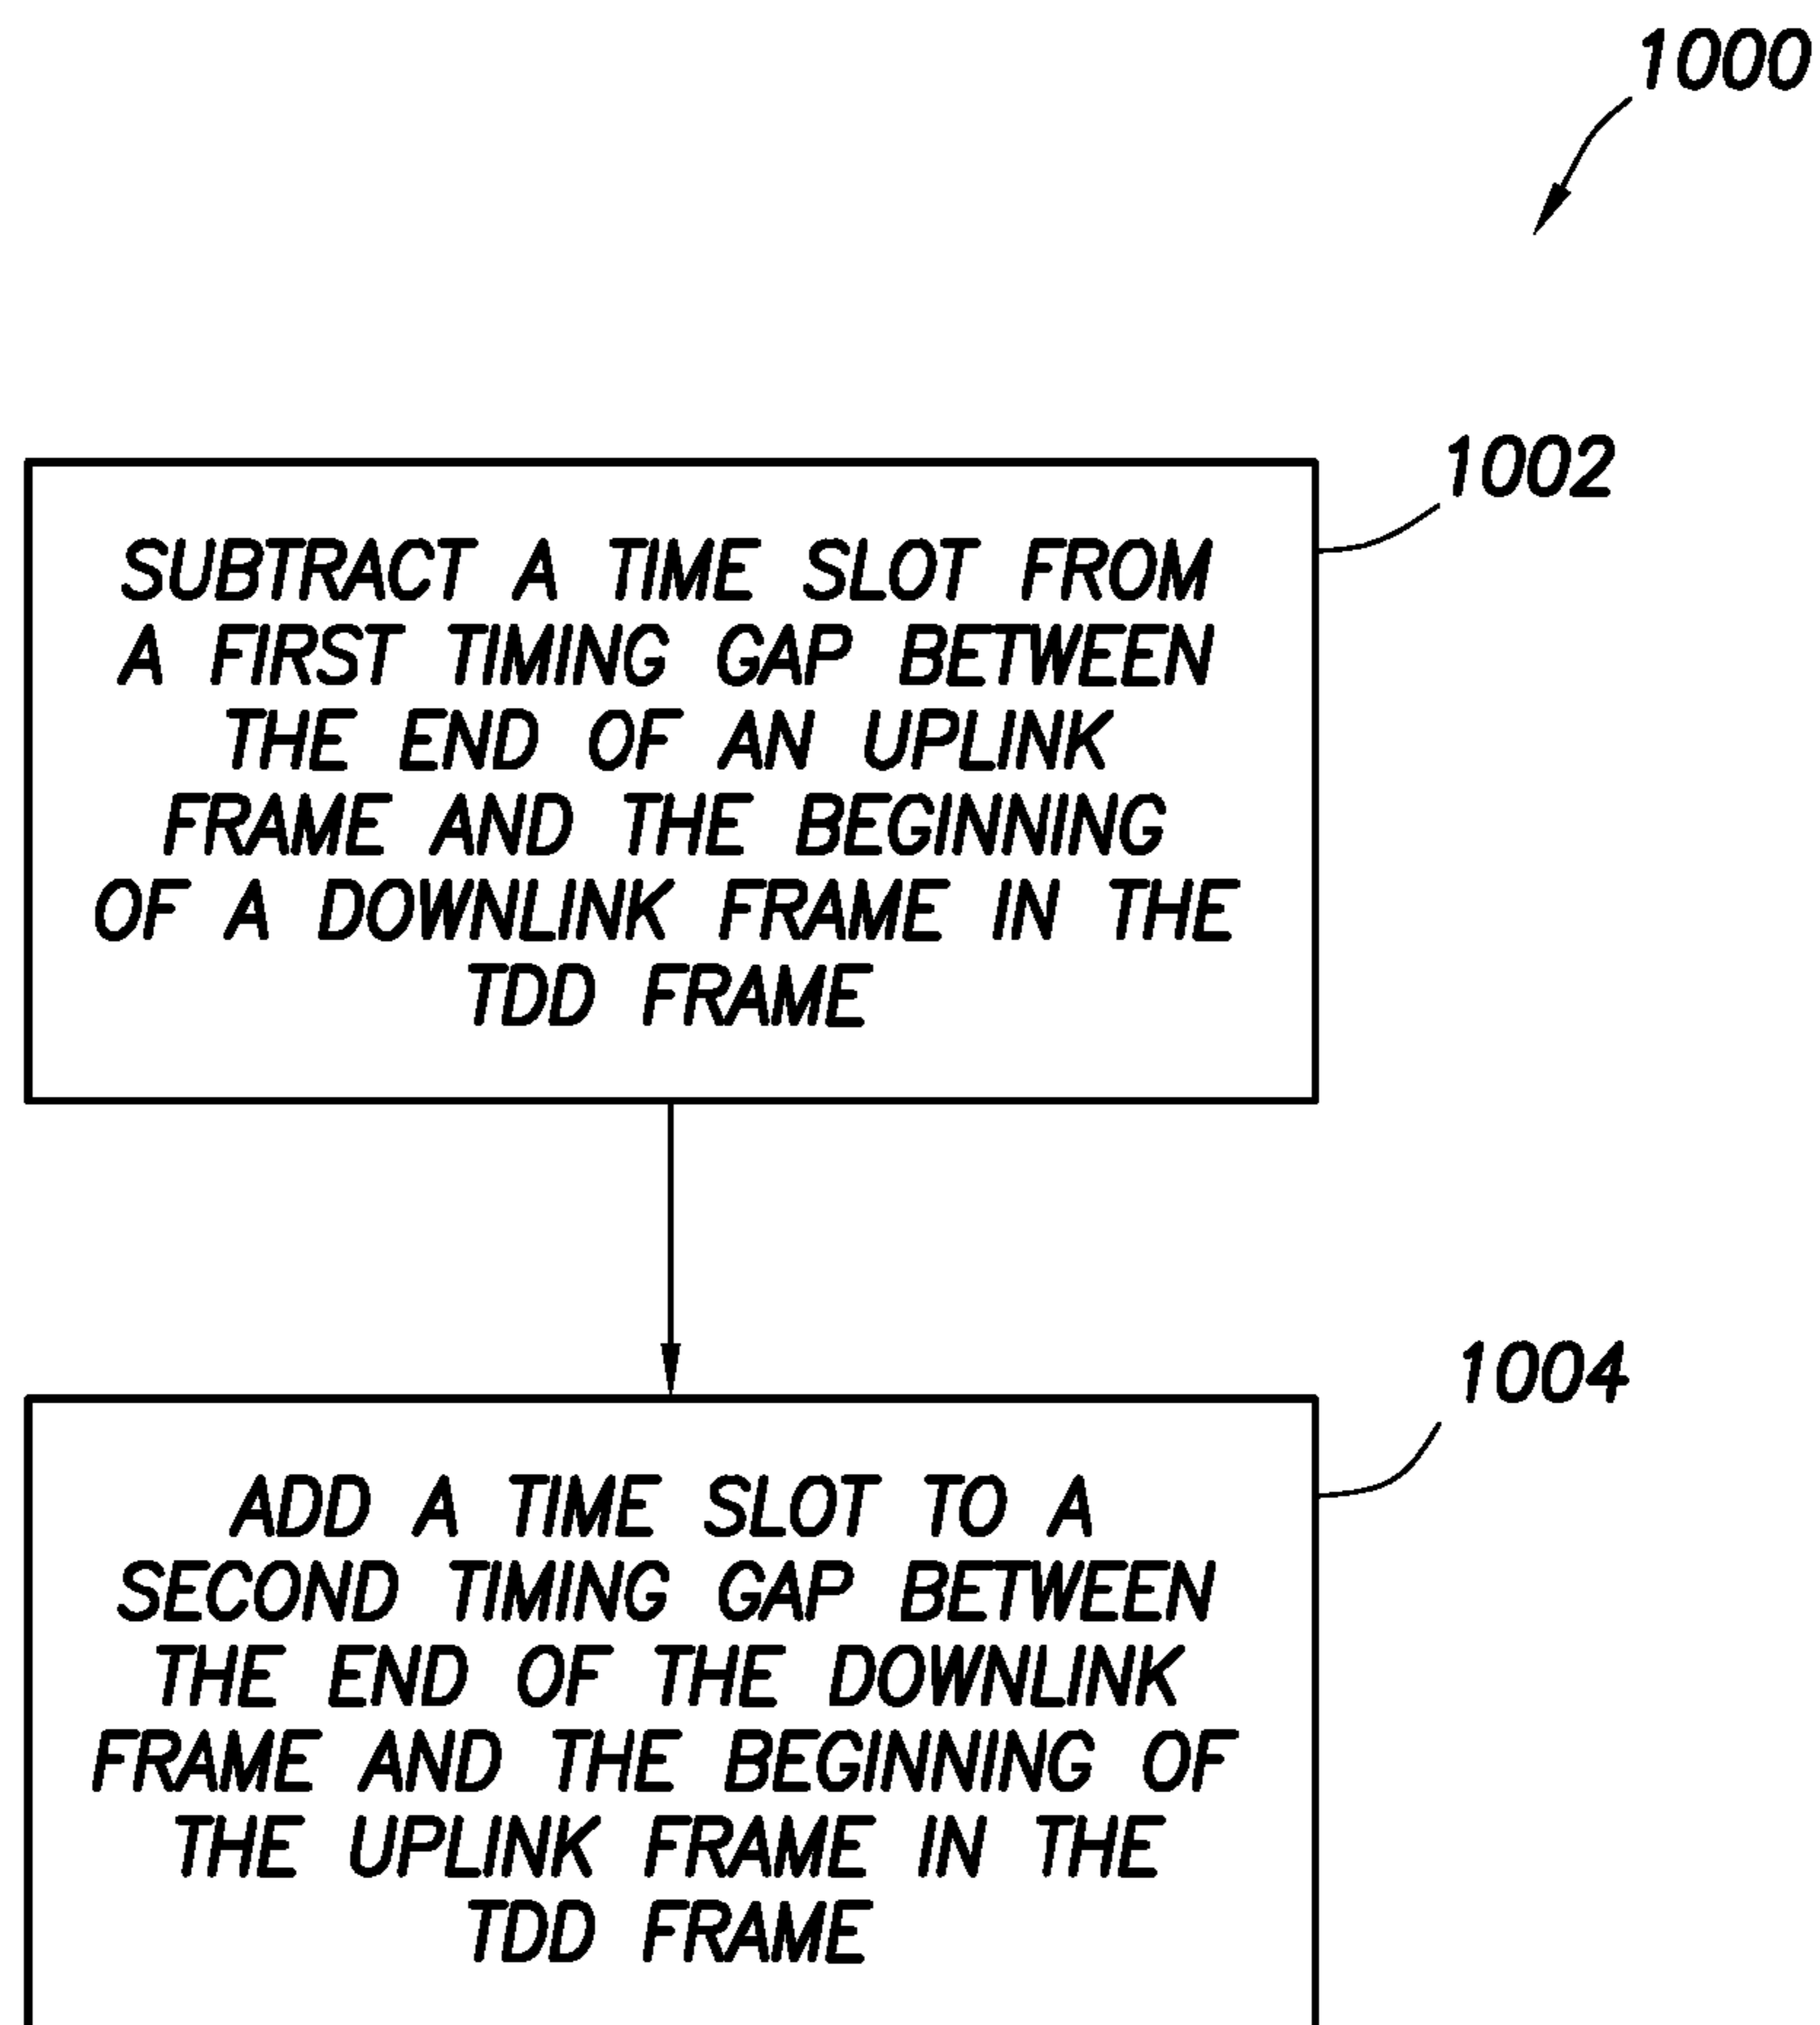 1000
1002
SUBTRACT A TIME SLOT FROM
A FIRST TIMING GAP BETWEEN
THE END OF AN UPLINK
FRAME AND THE BEGINNING
OF A DOWNLINK FRAME IN THE
TDD FRAME
1004
ADD A TIME SLOT TO A
SECOND TIMING GAP BETWEEN
THE END OF THE DOWNLINK
FRAME AND THE BEGINNING OF
THE UPLINK FRAME IN THE
TDD FRAME